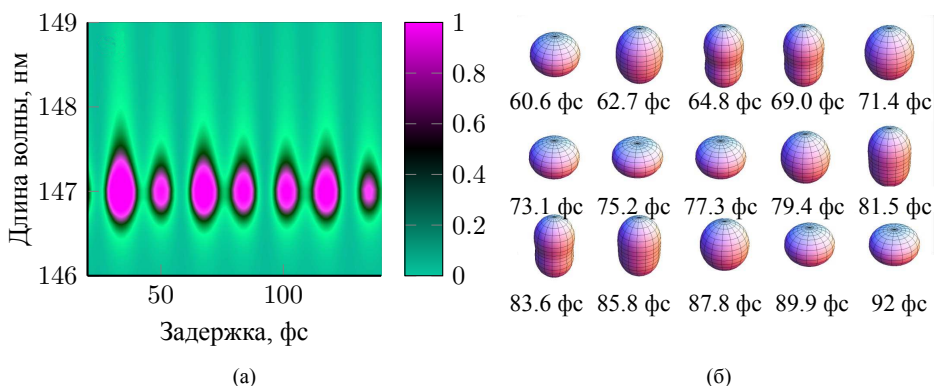 149
148
147
146
Длина волны, нм
50
100
Задержка, фс
1
0.8
0.6
0.4
0.2
0
(а)
60.6 фс 62.7 фс 64.8 фс 69.0 фс 71.4 фс
73.1 фс 75.2 фс 77.3 фс 79.4 фс 81.5 фс
83.6 фс 85.8 фс 87.8 фс 89.9 фс 92 фс
(б)